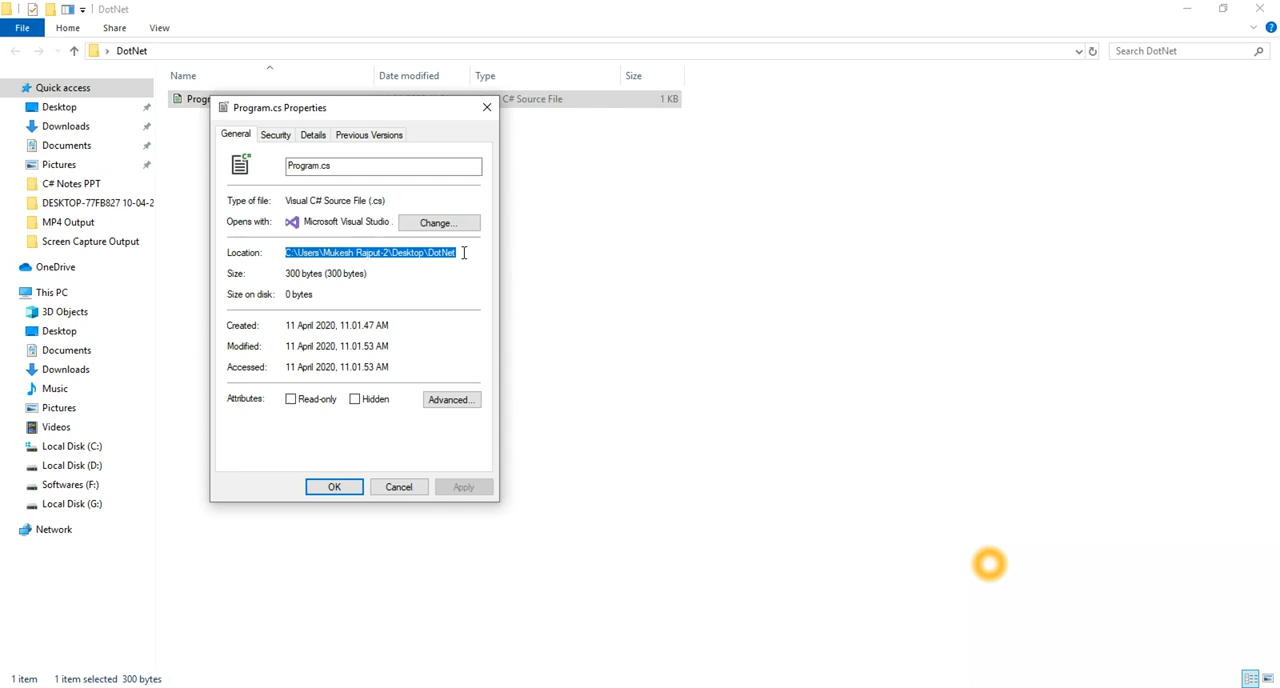 DotNet
File Home Share View
DotNet
Search DotNet
Name Date modified Type Size
Quick access
Desktop
Downloads
Documents
Pictures
C# Notes PPT
DESKTOP-77FB827 10-04-2
MP4 Output
Screen Capture Output
OneDrive
This PC
3D Objects
Desktop
Documents
Downloads
Music
Pictures
Videos
Local Disk (C:)
Local Disk (D:)
Softwares (F:)
Local Disk (G:)
Network
Progr C# Source File 1 KB
Program.cs Properties
General Security Details Previous Versions
C#
Program.cs
Type of file: Visual C# Source File (.cs)
Opens with: Microsoft Visual Studio Change...
Location: C:\Users\Mukesh Rajput-2\Desktop\DotNet
Size: 300 bytes (300 bytes)
Size on disk: 0 bytes
Created: 11 April 2020, 11.01.47 AM
Modified: 11 April 2020, 11.01.53 AM
Accessed: 11 April 2020, 11.01.53 AM
Attributes: Read-only Hidden Advanced...
OK Cancel Apply
1 item 1 item selected 300 bytes